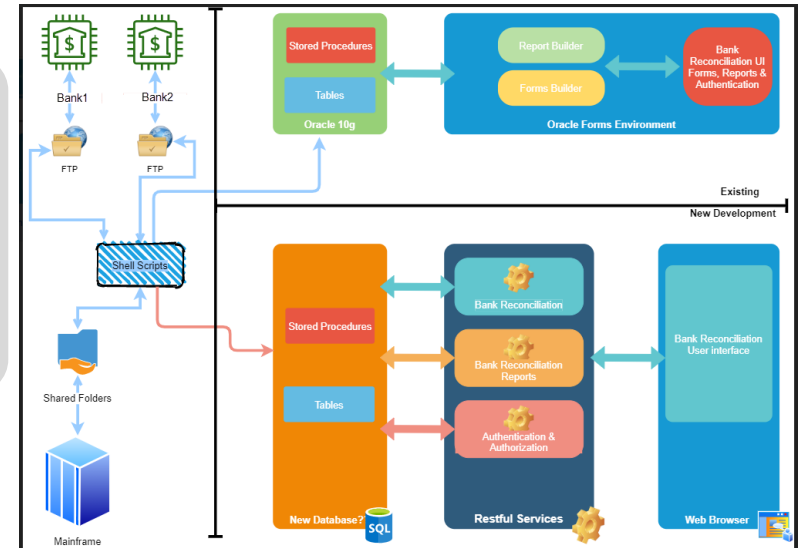 $
$
Bank1
Bank2
FTP
FTP
Shell Scripts
Shared Folders
Mainframe
Stored Procedures
Tables
Oracle 10g
Report Builder
Forms Builder
Bank
Reconciliation UI
Forms, Reports &
Authentication
Oracle Forms Environment
Existing
New Development
Stored Procedures
Tables
New Database?
SQL
Bank Reconciliation
Bank Reconciliation
Reports
Authentication &
Authorization
Restful Services
Bank Reconciliation
User interface
Web Browser